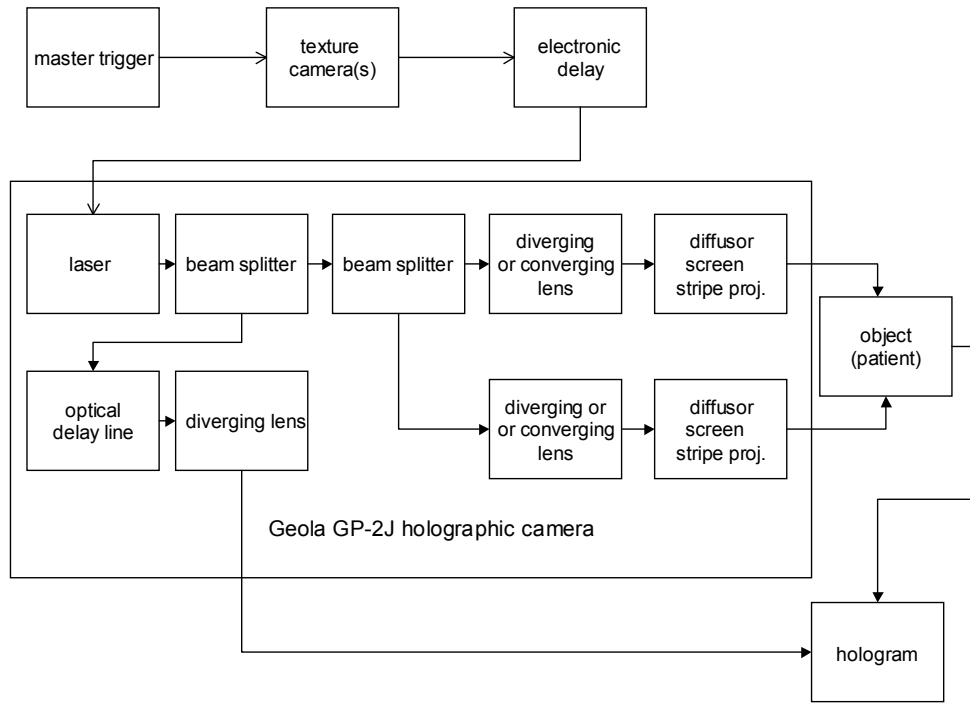 master trigger
texture
camera(s)
electronic
delay
laser
beam splitter
beam splitter
diverging
or converging
lens
diffusor
screen
stripe proj.
object
(patient)
optical
delay line
diverging lens
diverging or
or converging
lens
diffusor
screen
stripe proj.
Geola GP-2J holographic camera
hologram